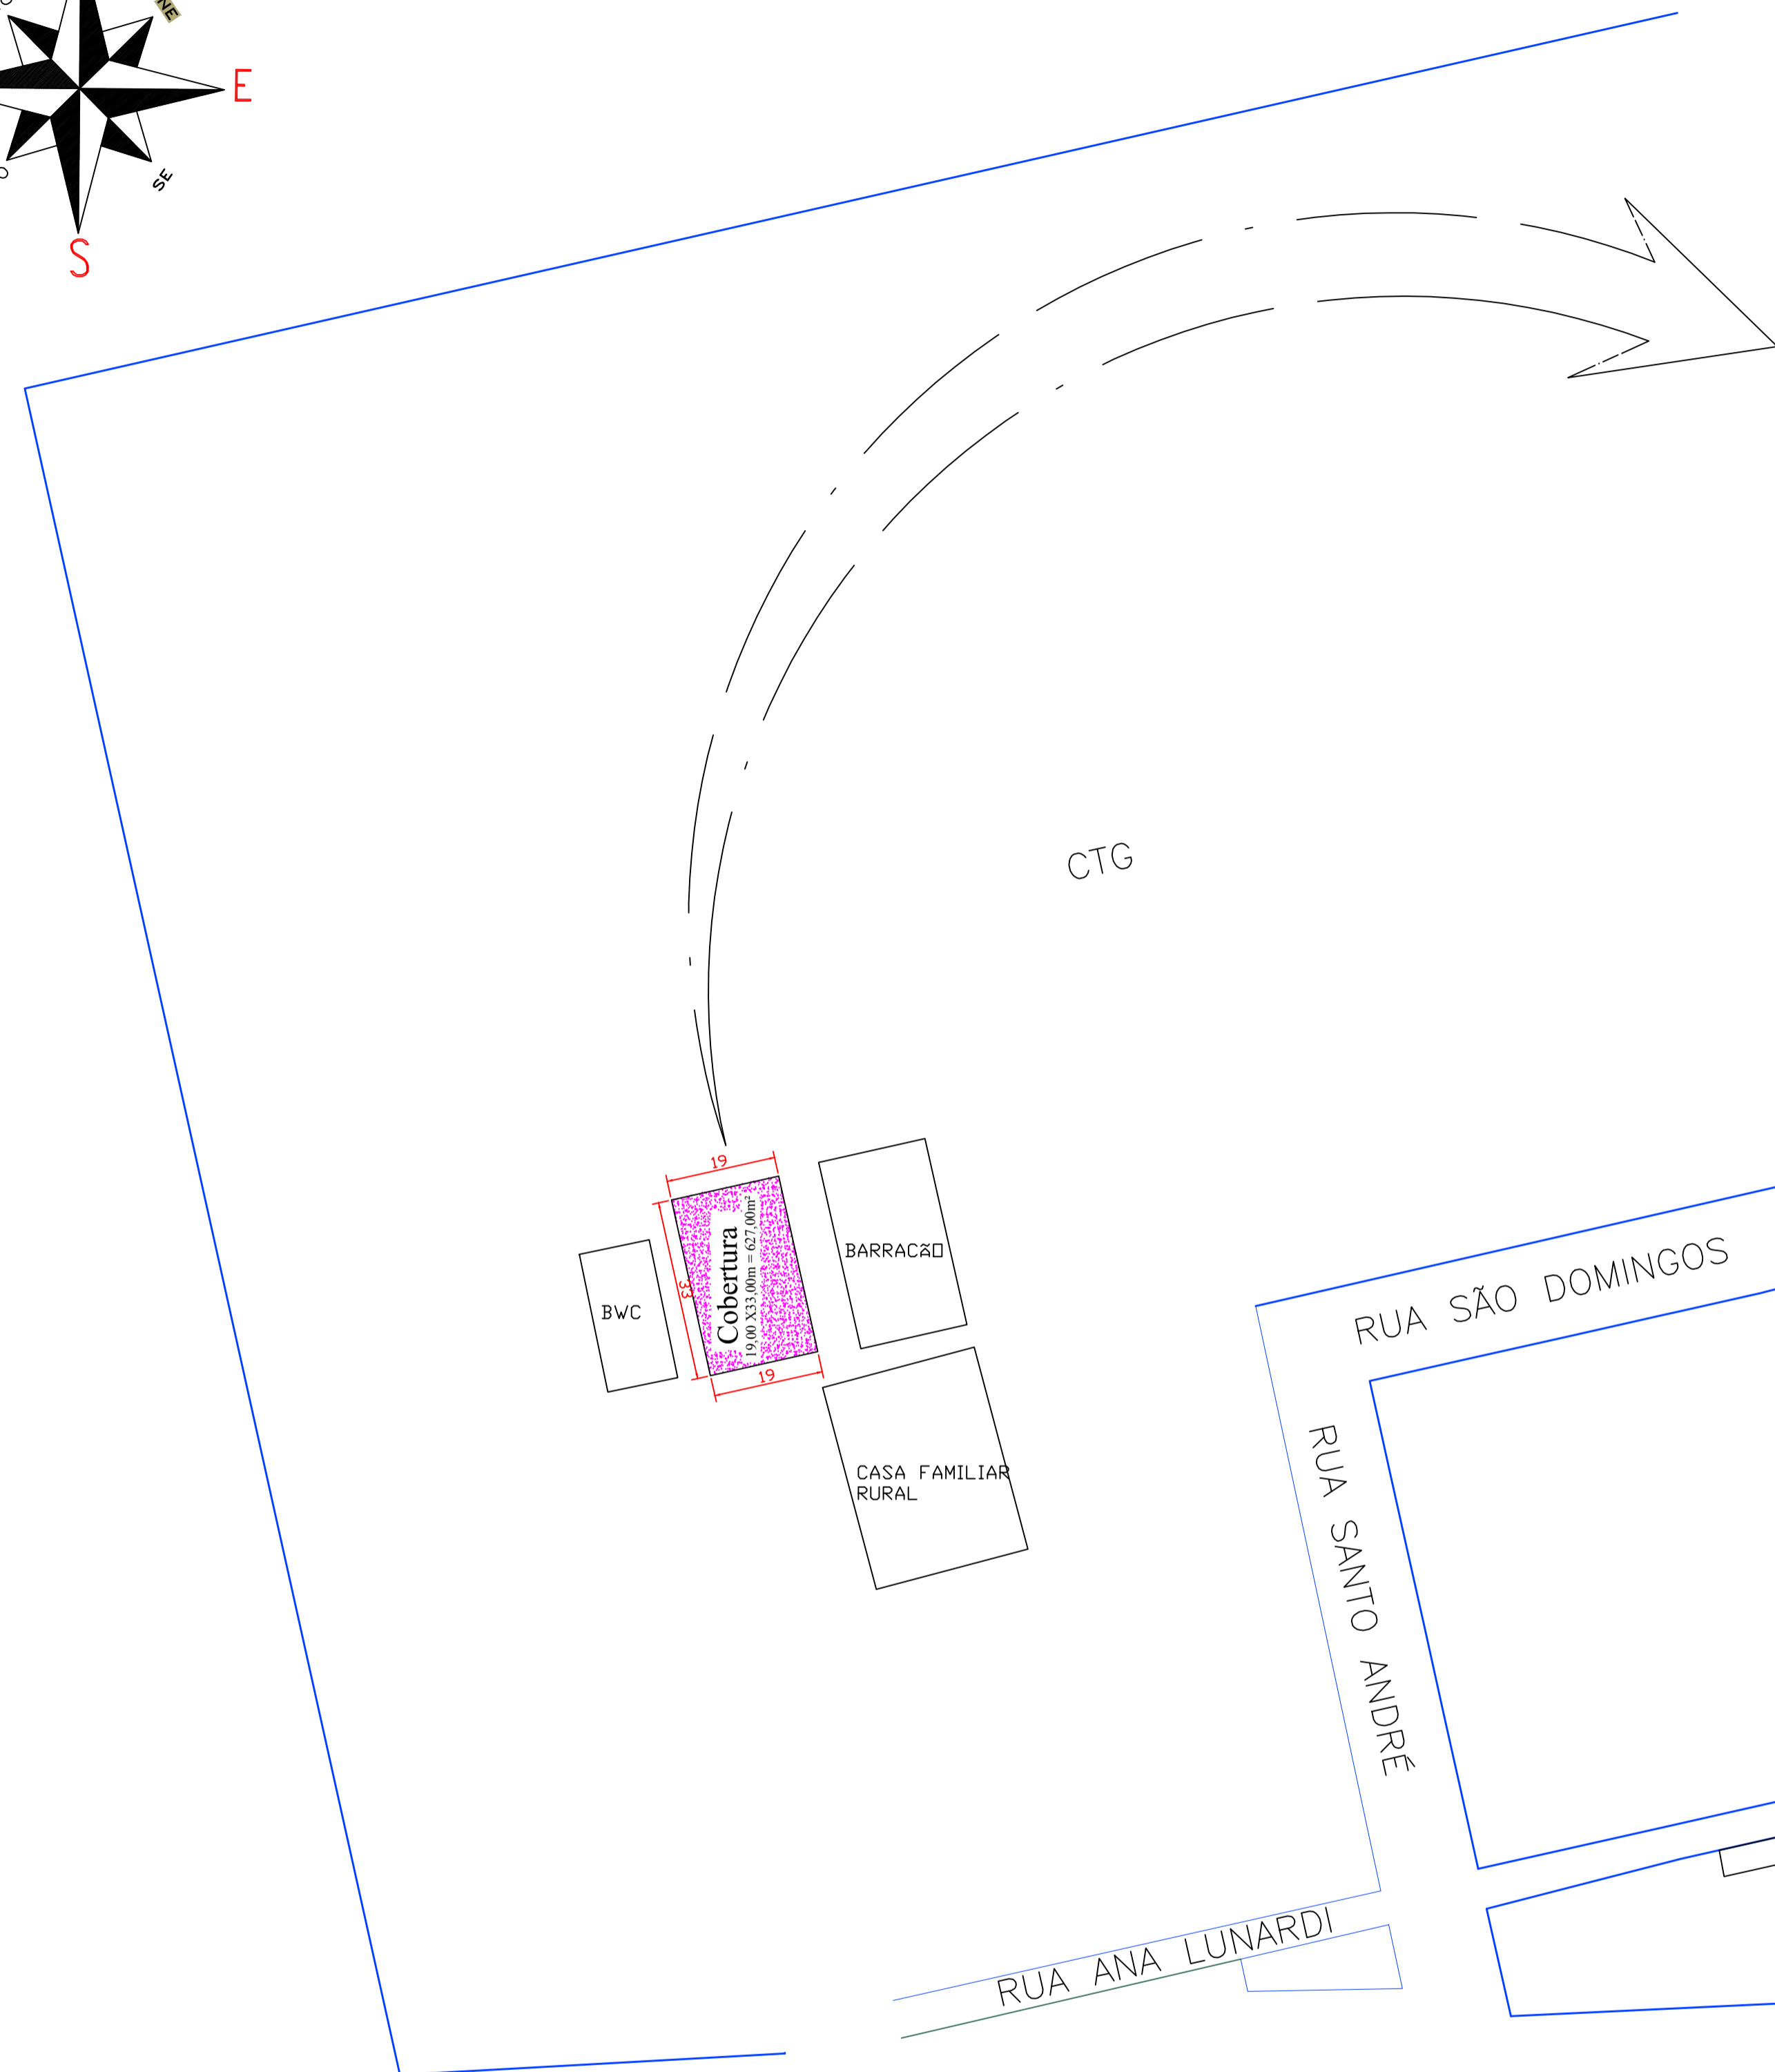 NE
E
SE
S
CTG
19
BARRACÃO
33
Cobertura
19,00 X33,00m = 627,00m²
BWC
19
CASA FAMILIAR
RURAL
RUA SÃO DOMINGOS
RUA SANTO ANDRÉ
RUA ANA LUNARDI